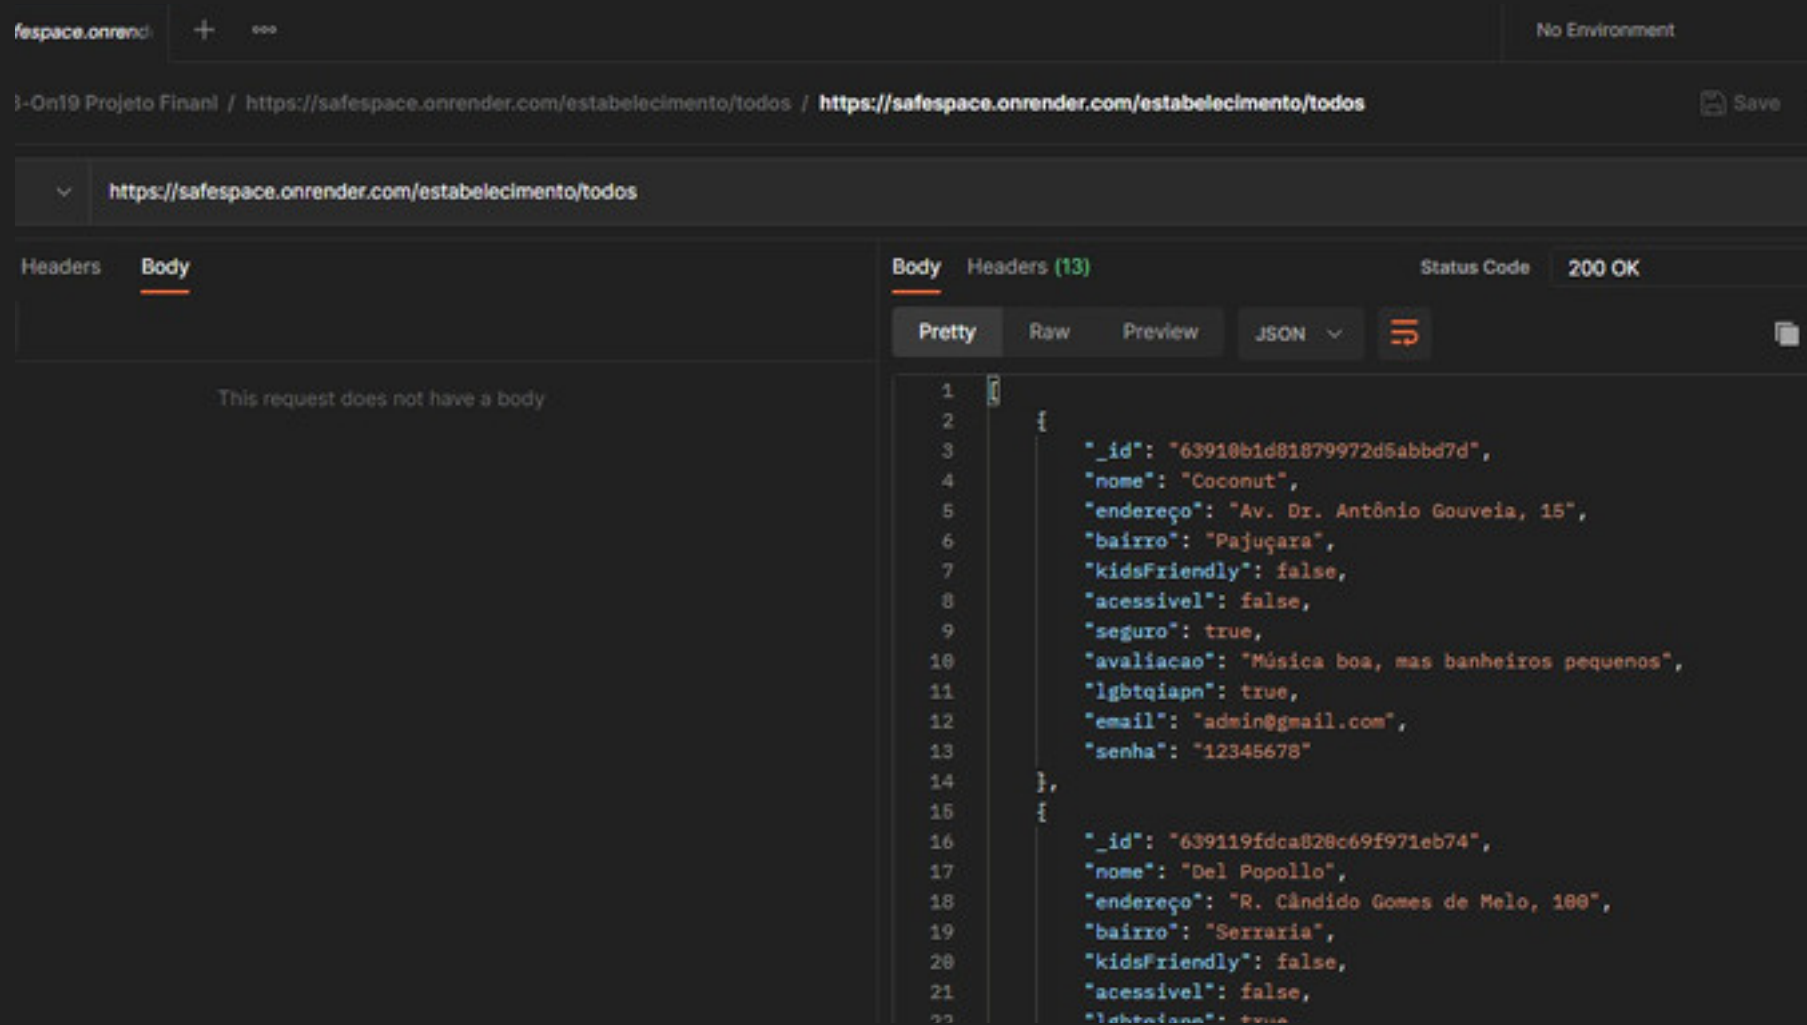 fespace.onrend
No Environment
3-On19 Projeto Finanl / https://safespace.onrender.com/estabelecimento/todos / https://safespace.onrender.com/estabelecimento/todos
Save
https://safespace.onrender.com/estabelecimento/todos
Headers Body
Body Headers (13) Status Code 200 OK
Pretty Raw Preview JSON
This request does not have a body
1 [
2 {
3 "_id": "63910b1d81879972d5abbd7d",
4 "nome": "Coconut",
5 "endereço": "Av. Dr. Antônio Gouveia, 15",
6 "bairro": "Pajuçara",
7 "kidsFriendly": false,
8 "acessivel": false,
9 "seguro": true,
10 "avaliacao": "Música boa, mas banheiros pequenos",
11 "lgbtqiapn": true,
12 "email": "admin@gmail.com",
13 "senha": "12345678"
14 },
15 {
16 "_id": "639119fdca820c69f971eb74",
17 "nome": "Del Popollo",
18 "endereço": "R. Cândido Gomes de Melo, 100",
19 "bairro": "Serraria",
20 "kidsFriendly": false,
21 "acessivel": false,
22 "lgbtqiapn": true